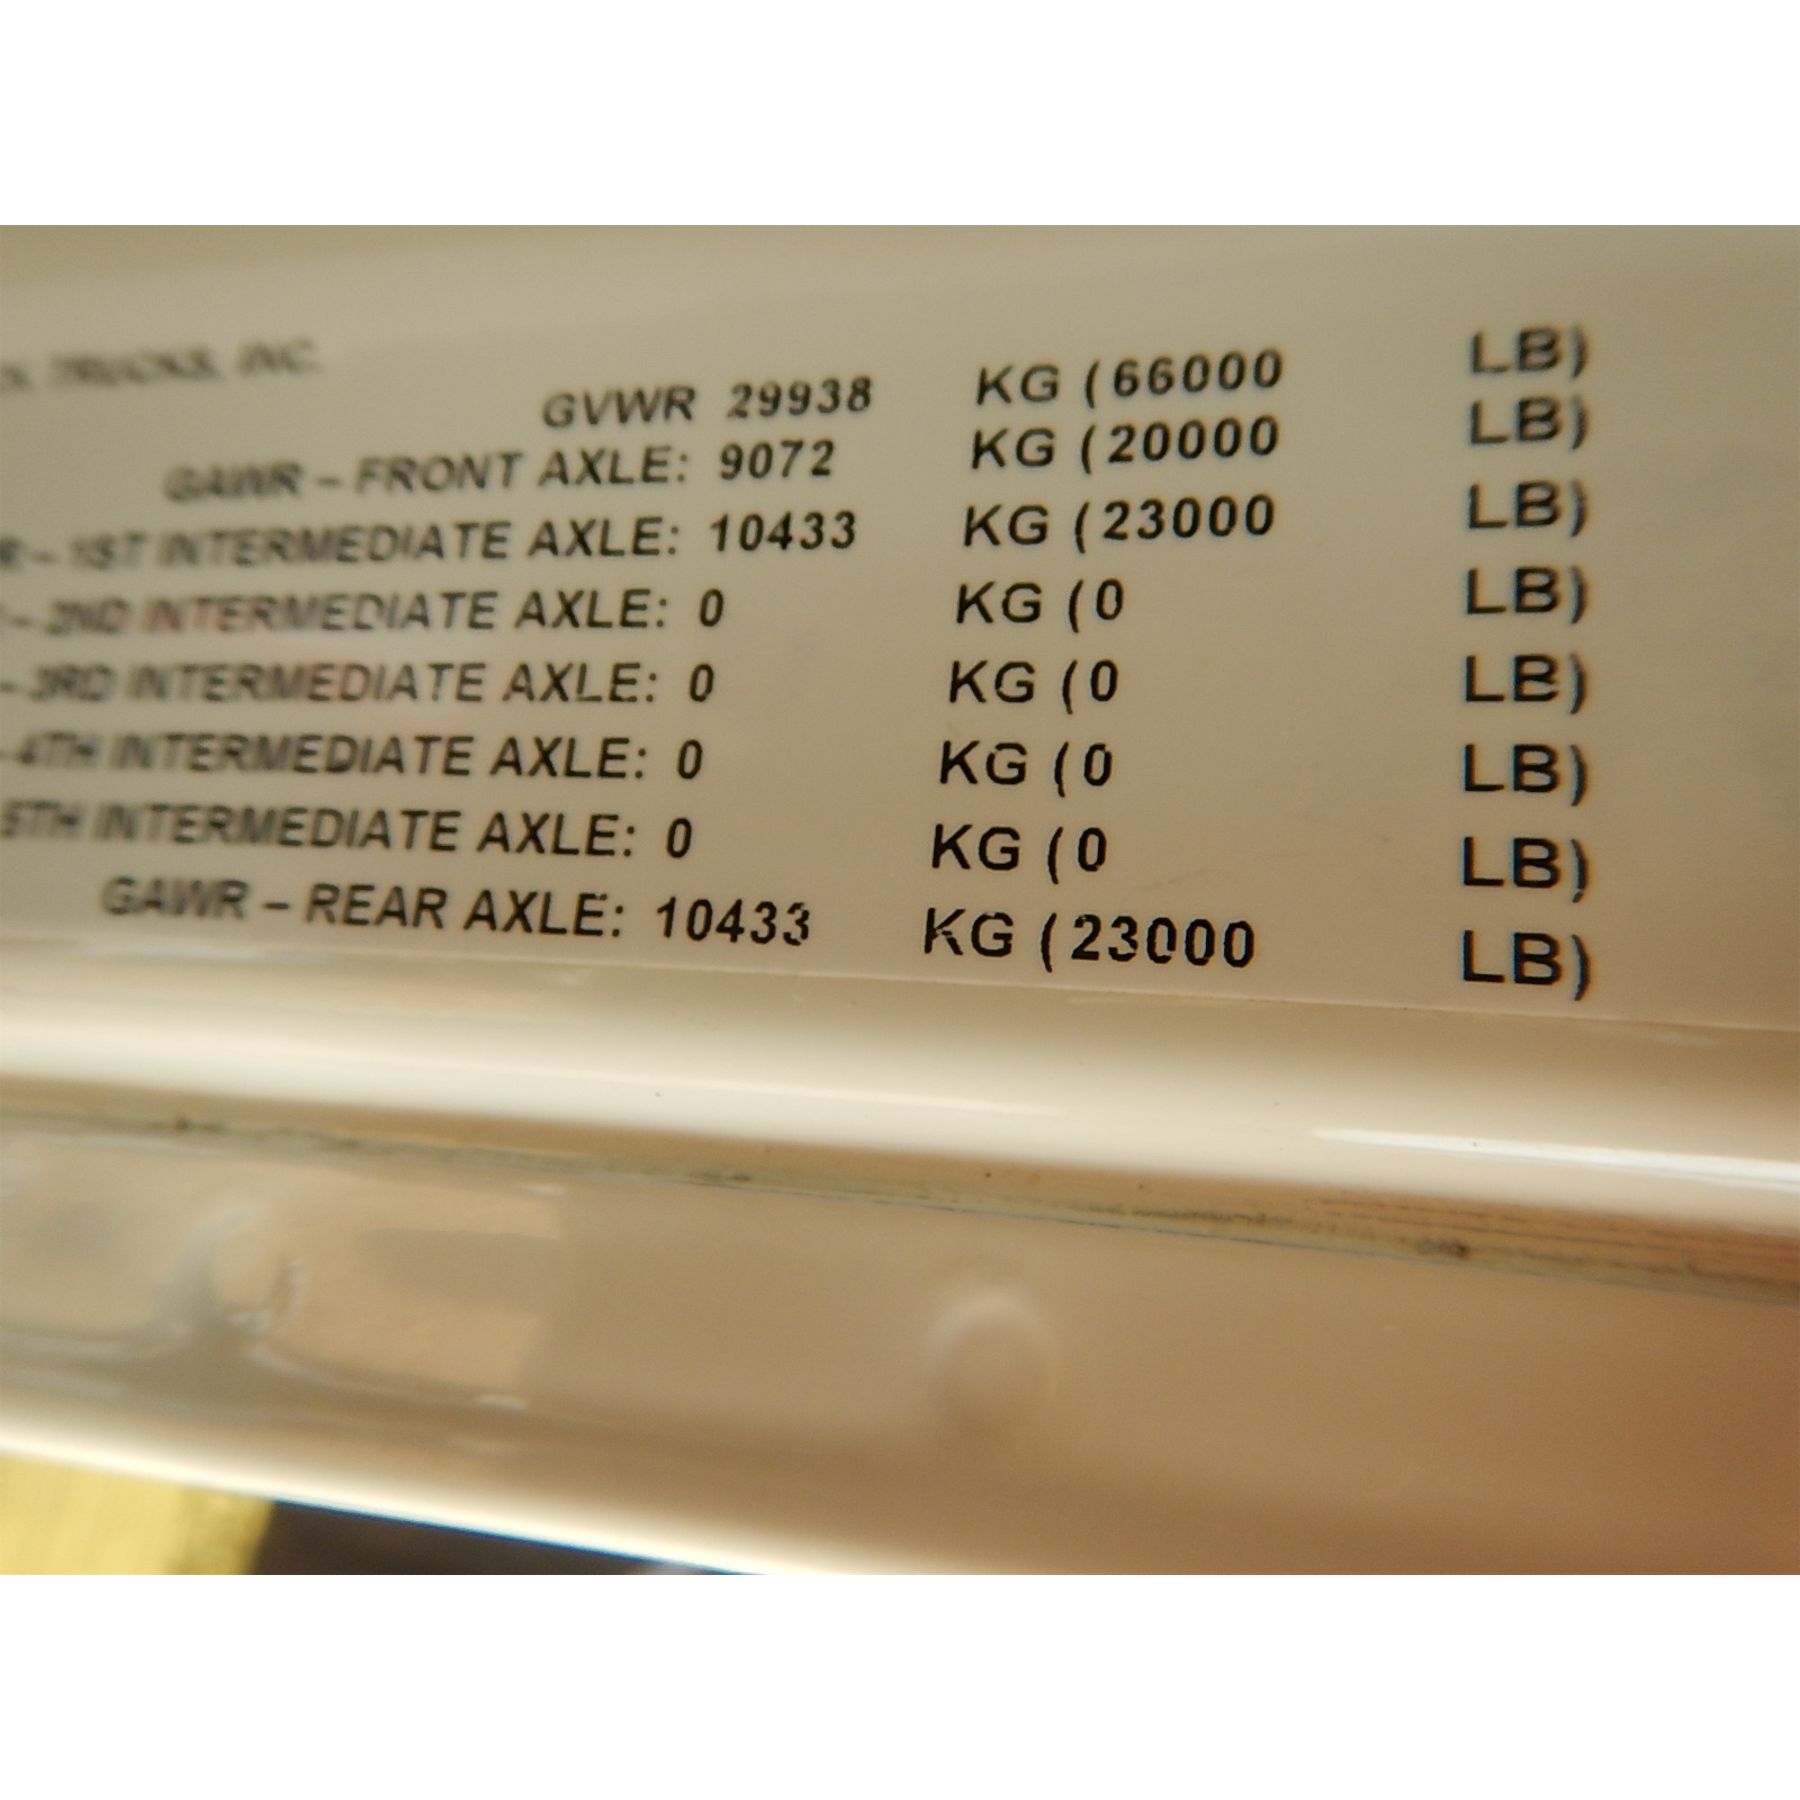 TRUCKS, INC.
GVWR 29938 KG (66000 LB)
GAWR – FRONT AXLE: 9072 KG (20000 LB)
R – 1ST INTERMEDIATE AXLE: 10433 KG (23000 LB)
– 2ND INTERMEDIATE AXLE: 0 KG (0 LB)
– 3RD INTERMEDIATE AXLE: 0 KG (0 LB)
– 4TH INTERMEDIATE AXLE: 0 KG (0 LB)
5TH INTERMEDIATE AXLE: 0 KG (0 LB)
GAWR – REAR AXLE: 10433 KG (23000 LB)